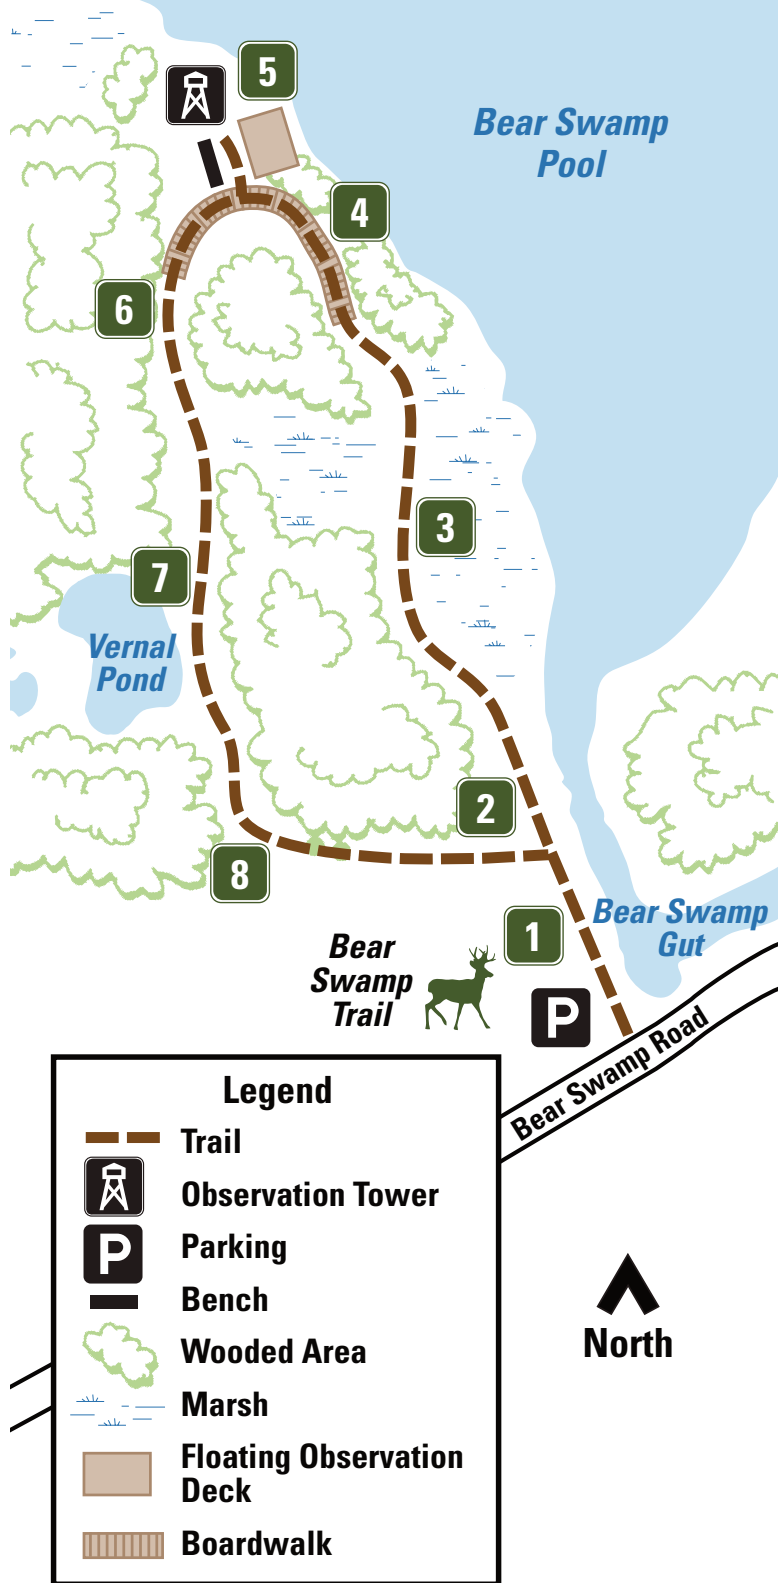 5
Bear Swamp
Pool
4
6
3
7
Vernal
Pond
2
8
1
Bear Swamp
Gut
Bear
Swamp
Trail
P
Bear Swamp Road
Legend
Trail
Observation Tower
P
Parking
Bench
Wooded Area
Marsh
Floating Observation
Deck
Boardwalk
North